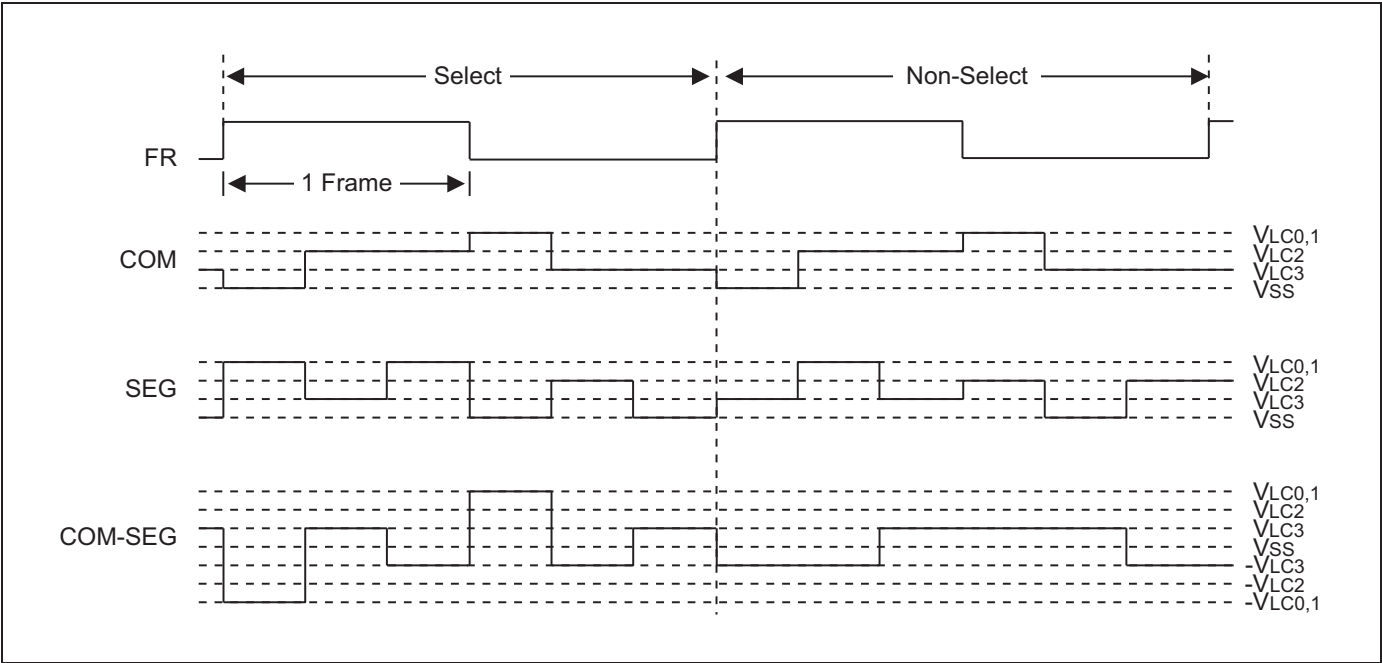 Select
Non-Select
FR
1 Frame
COM
VLC0,1
VLC2
VLC3
VSS
SEG
VLC0,1
VLC2
VLC3
VSS
COM-SEG
VLC0,1
VLC2
VLC3
VSS
-VLC3
-VLC2
-VLC0,1